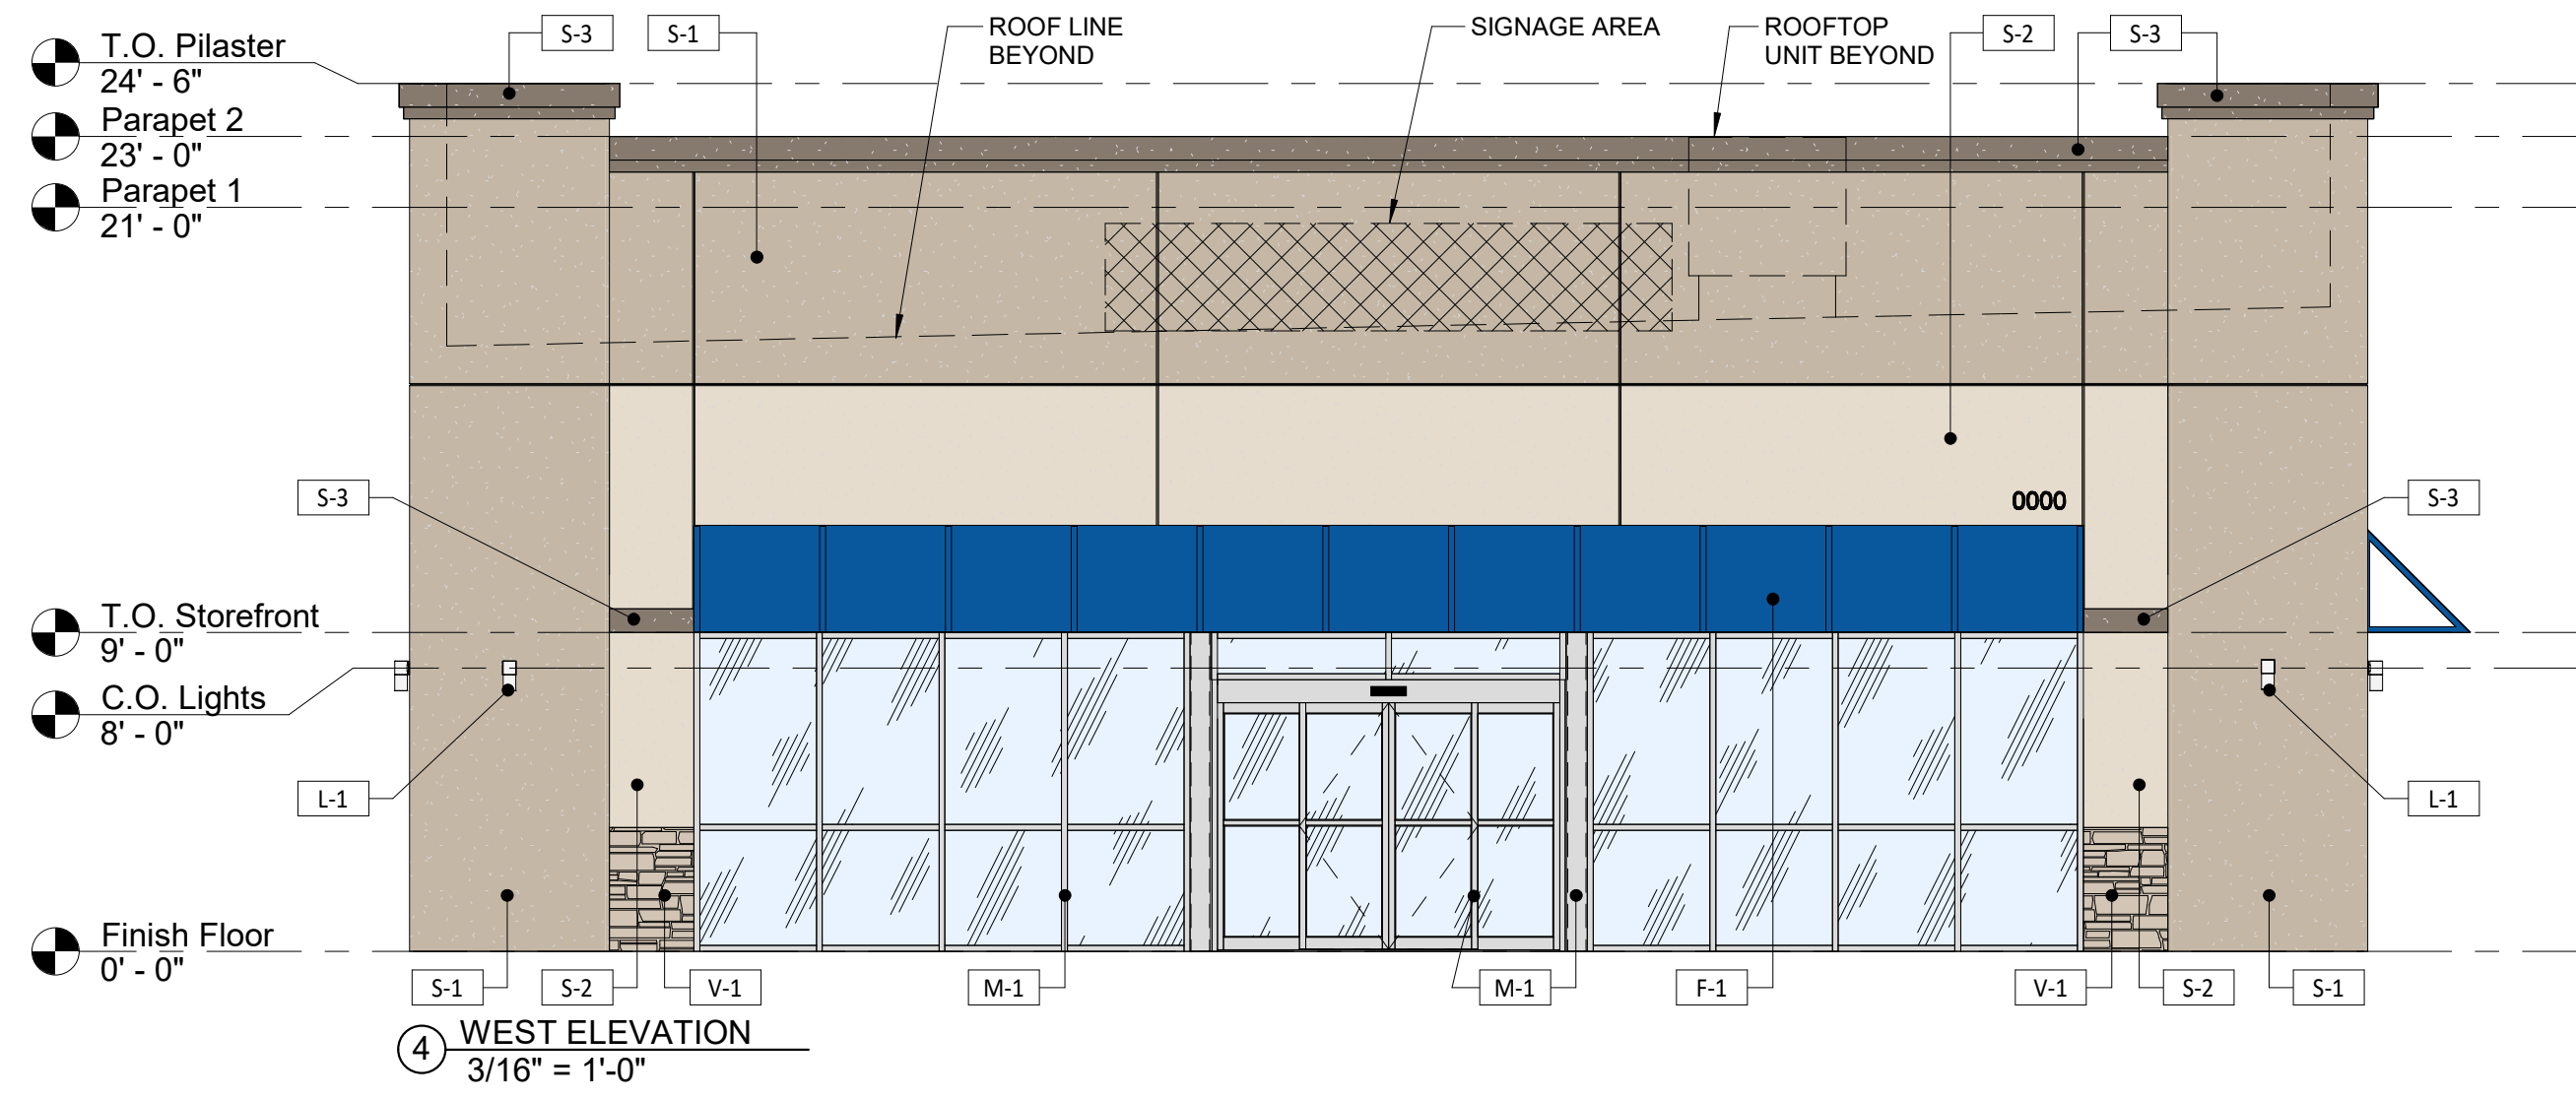 T.O. Pilaster
24' - 6"
Parapet 2
23' - 0"
Parapet 1
21' - 0"
S-3
S-1
ROOF LINE
BEYOND
SIGNAGE AREA
ROOFTOP
UNIT BEYOND
S-2
S-3
S-3
0000
S-3
T.O. Storefront
9' - 0"
C.O. Lights
8' - 0"
L-1
L-1
Finish Floor
0' - 0"
S-1
S-2
V-1
M-1
M-1
F-1
V-1
S-2
S-1
4
WEST ELEVATION
3/16" = 1'-0"